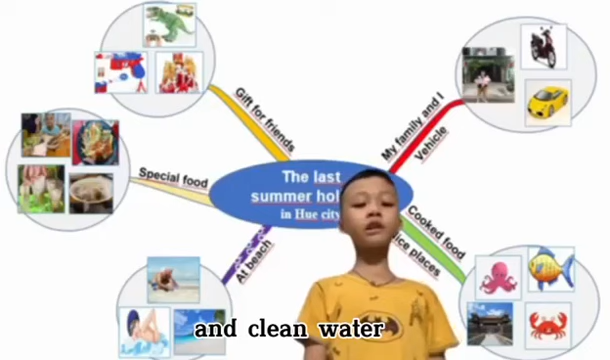 Gift for friends
My family and I
Vehicle
Special food
The last
summer hol
in Hue city
At beach
Cooked food
ice places
and clean water